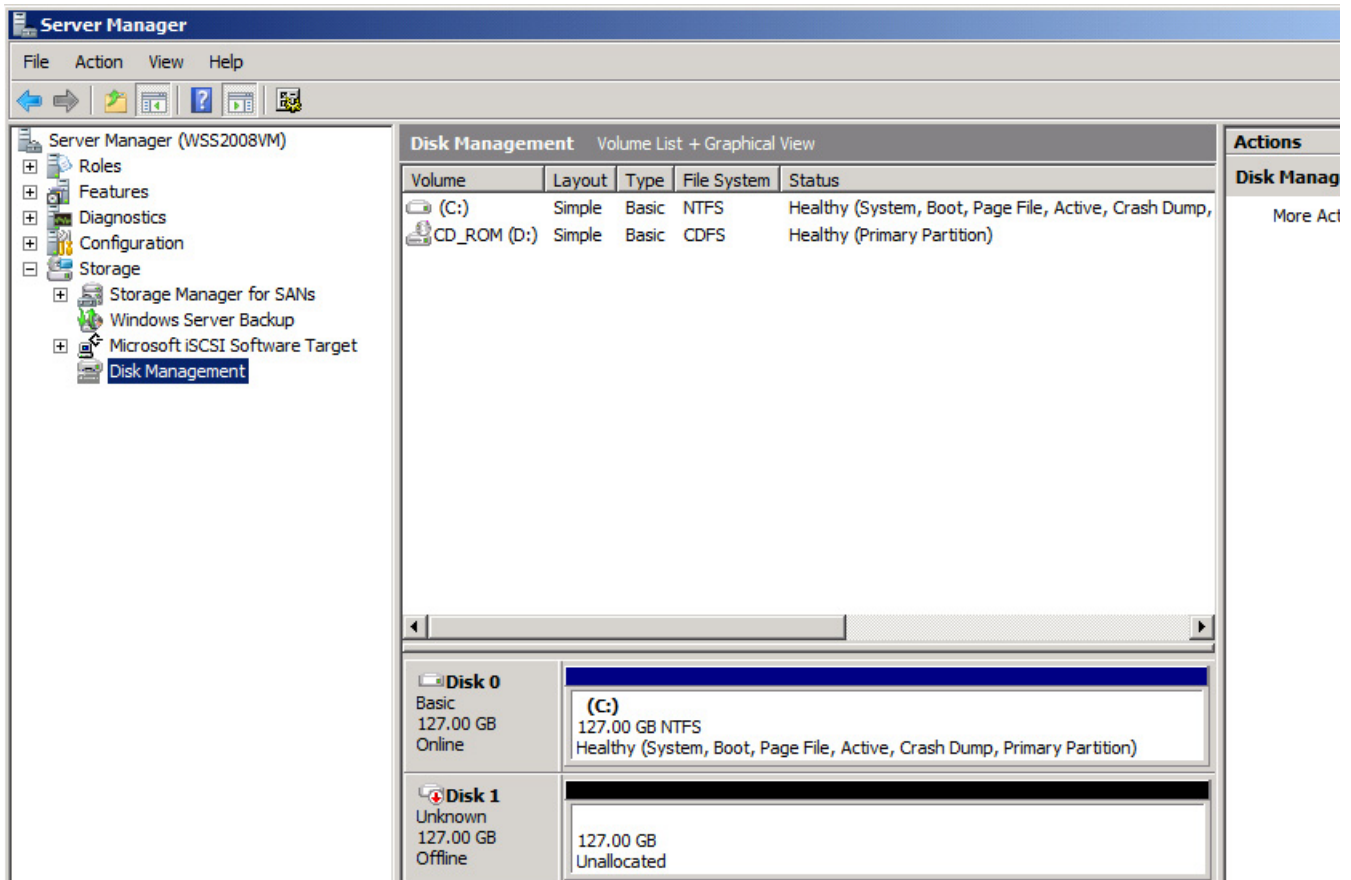 Server Manager
File Action View Help
Server Manager (WSS2008VM)
Roles
Features
Diagnostics
Configuration
Storage
Storage Manager for SANs
Windows Server Backup
Microsoft iSCSI Software Target
Disk Management
Disk Management Volume List + Graphical View
Volume Layout Type File System Status
(C:) Simple Basic NTFS Healthy (System, Boot, Page File, Active, Crash Dump,
CD_ROM (D:) Simple Basic CDFS Healthy (Primary Partition)
Disk 0
Basic
127.00 GB
Online
(C:)
127.00 GB NTFS
Healthy (System, Boot, Page File, Active, Crash Dump, Primary Partition)
Disk 1
Unknown
127.00 GB
Offline
127.00 GB
Unallocated
Actions
Disk Manag
More Act